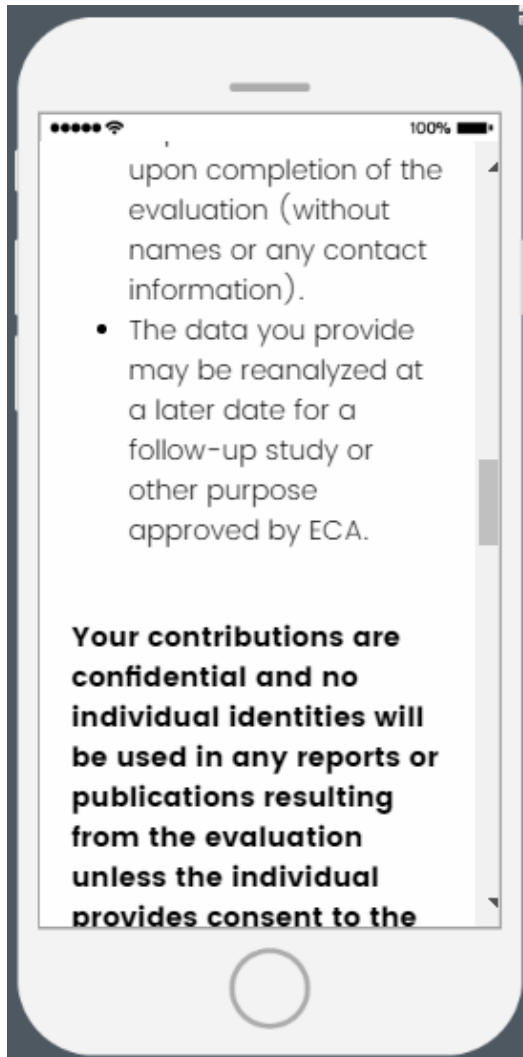 100%
upon completion of the
evaluation (without
names or any contact
information).
• The data you provide
may be reanalyzed at
a later date for a
follow-up study or
other purpose
approved by ECA.
Your contributions are
confidential and no
individual identities will
be used in any reports or
publications resulting
from the evaluation
unless the individual
provides consent to the